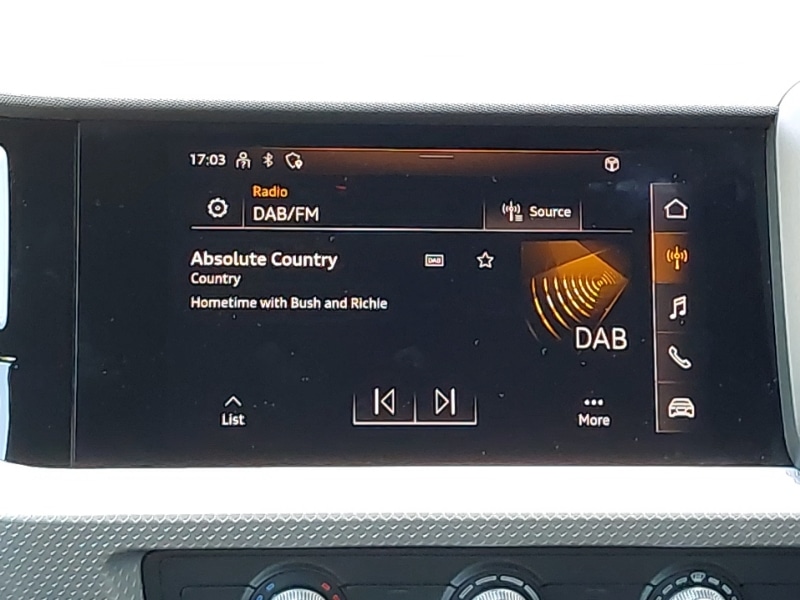 17:03
Radio
DAB/FM
Source
Absolute Country
DAB
Country
Hometime with Bush and Richie
DAB
List
More